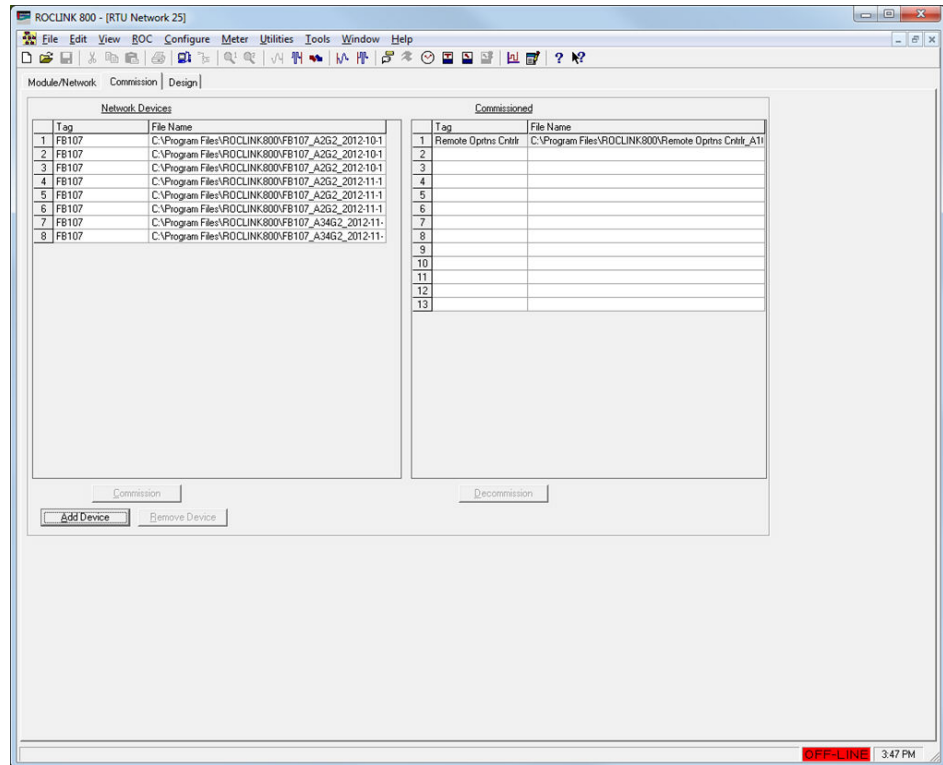 ROCLINK 800 - [RTU Network 25]
File Edit View ROC Configure Meter Utilities Tools Window Help
Module/Network Commission Design
Network Devices
Tag File Name
1 FB107 C:\Program Files\ROCLINK800\FB107_A2G2_2012-10-1
2 FB107 C:\Program Files\ROCLINK800\FB107_A2G2_2012-10-1
3 FB107 C:\Program Files\ROCLINK800\FB107_A2G2_2012-10-1
4 FB107 C:\Program Files\ROCLINK800\FB107_A2G2_2012-11-1
5 FB107 C:\Program Files\ROCLINK800\FB107_A2G2_2012-11-1
6 FB107 C:\Program Files\ROCLINK800\FB107_A2G2_2012-11-1
7 FB107 C:\Program Files\ROCLINK800\FB107_A34G2_2012-11-
8 FB107 C:\Program Files\ROCLINK800\FB107_A34G2_2012-11-
Commission
Add Device Remove Device
Commissioned
Tag File Name
1 Remote Oprtns Cntrlr C:\Program Files\ROCLINK800\Remote Oprtns Cntrlr_A1
2
3
4
5
6
7
8
9
10
11
12
13
Decommission
OFF-LINE 3:47 PM